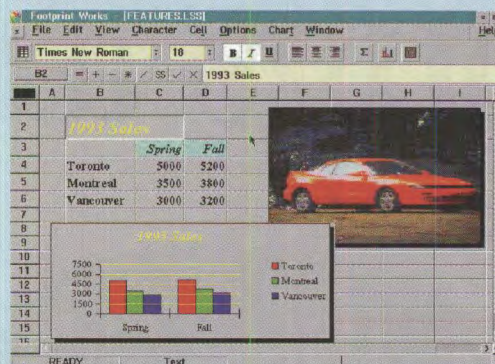 Footprint Works - [FEATURES.LSS]
File Edit View Character Cell Options Chart Window Help
Times New Roman 18 B I U Σ
B2 = + - * / SS 1993 Sales
A B C D E F G H I
1
2 1993 Sales
3 Spring Fall
4 Toronto 5000 5200
5 Montreal 3500 3800
6 Vancouver 3000 3200
7
8
9 1993 Sales
10
11 7500
12 6000 Toronto
13 4500 Montreal
14 3000 Vancouver
15 1500
0
Spring Fall
READY Text